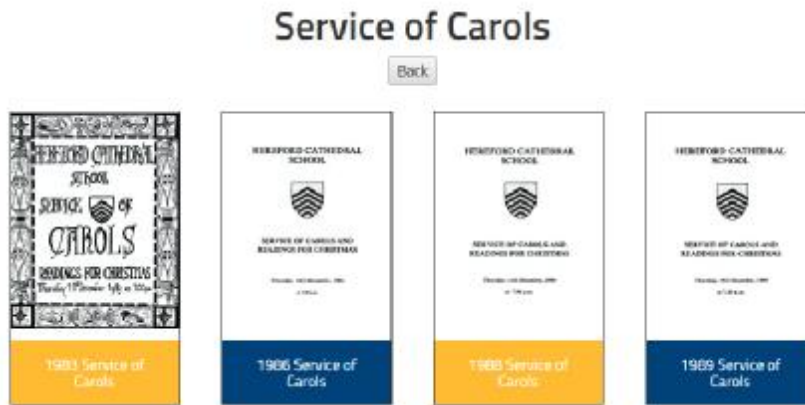 Service of Carols
Back
HEREFORD CATHEDRAL
SCHOOL
SERVICE OF
CAROLS
READINGS FOR CHRISTMAS
1983 Service of
Carols
HEREFORD CATHEDRAL
SCHOOL
SERVICE OF CAROLS AND
READINGS FOR CHRISTMAS
1986 Service of
Carols
HEREFORD CATHEDRAL
SCHOOL
SERVICE OF CAROLS AND
READINGS FOR CHRISTMAS
1988 Service of
Carols
HEREFORD CATHEDRAL
SCHOOL
SERVICE OF CAROLS AND
READINGS FOR CHRISTMAS
1989 Service of
Carols